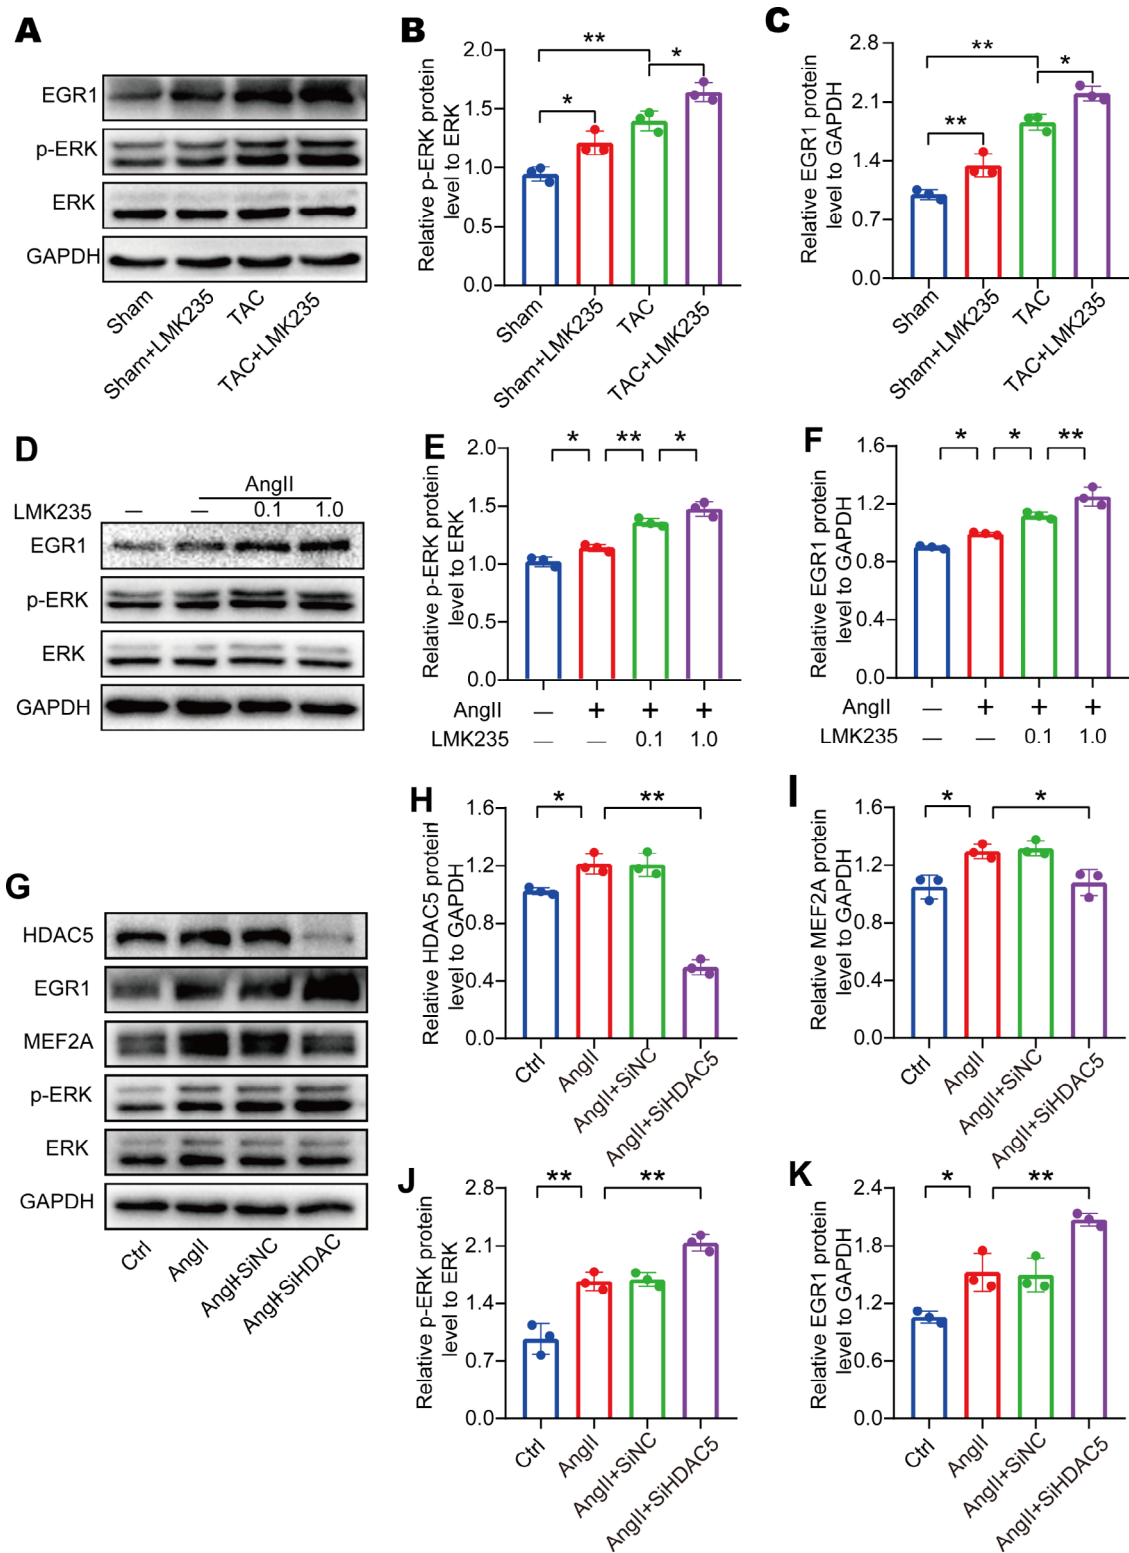 A
EGR1
p-ERK
ERK
GAPDH
Sham
Sham+LMK235
TAC
TAC+LMK235
B
Relative p-ERK protein
level to ERK
2.0
1.5
1.0
0.5
0.0
**
*
*
Sham
Sham+LMK235
TAC
TAC+LMK235
C
Relative EGR1 protein
level to GAPDH
2.8
2.1
1.4
0.7
0.0
**
*
**
Sham
Sham+LMK235
TAC
TAC+LMK235
D
AngII
LMK235 — — 0.1 1.0
EGR1
p-ERK
ERK
GAPDH
E
Relative p-ERK protein
level to ERK
2.0
1.5
1.0
0.5
0.0
* ** *
AngII — + + +
LMK235 — — 0.1 1.0
F
Relative EGR1 protein
level to GAPDH
1.6
1.2
0.8
0.4
0.0
* * **
AngII — + + +
LMK235 — — 0.1 1.0
G
HDAC5
EGR1
MEF2A
p-ERK
ERK
GAPDH
Ctrl
AngII
AngII+SiNC
AngII+SiHDAC
H
Relative HDAC5 protein
level to GAPDH
1.6
1.2
0.8
0.4
0.0
* **
Ctrl
AngII
AngII+SiNC
AngII+SiHDAC5
I
Relative MEF2A protein
level to GAPDH
1.6
1.2
0.8
0.4
0.0
* *
Ctrl
AngII
AngII+SiNC
AngII+SiHDAC5
J
Relative p-ERK protein
level to ERK
2.8
2.1
1.4
0.7
0.0
** **
Ctrl
AngII
AngII+SiNC
AngII+SiHDAC5
K
Relative EGR1 protein
level to GAPDH
2.4
1.8
1.2
0.6
0.0
* **
Ctrl
AngII
AngII+SiNC
AngII+SiHDAC5